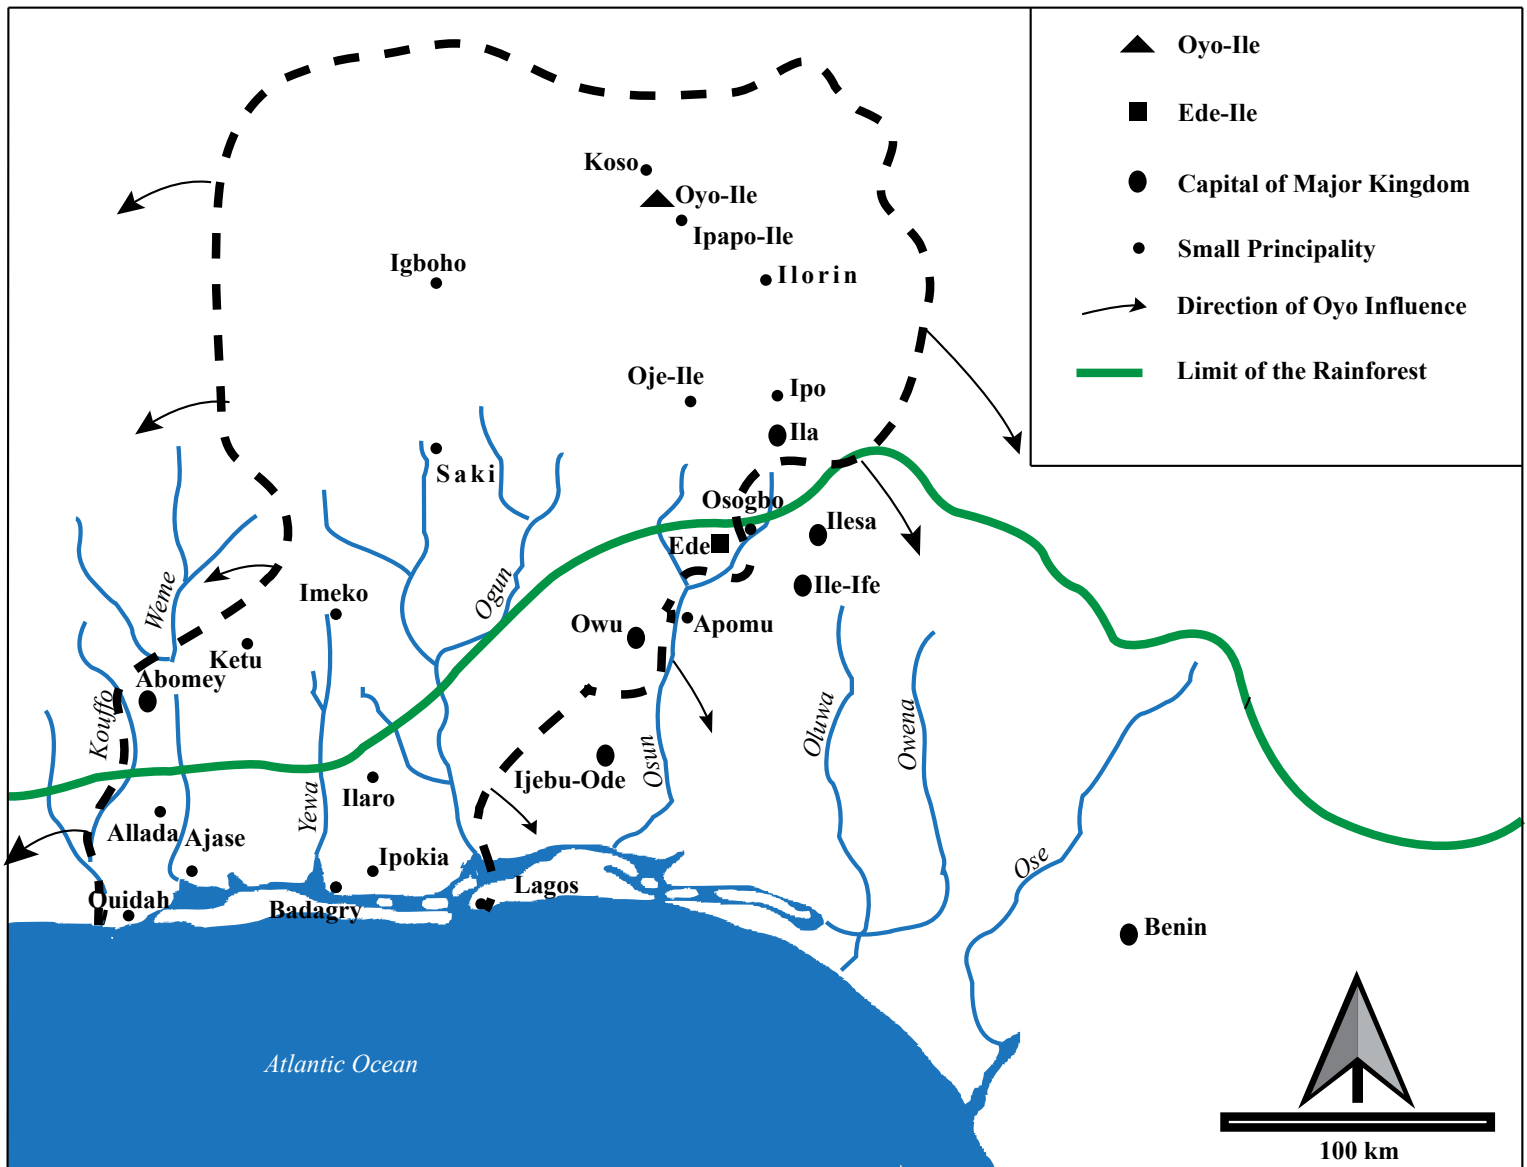 Oyo-Ile
Ede-Ile
Capital of Major Kingdom
Small Principality
Direction of Oyo Influence
Limit of the Rainforest
Koso
Oyo-Ile
Ipapo-Ile
Igboho
Ilorin
Oje-Ile
Ipo
Ila
Saki
Osogbo
Ilesa
Ede
Ile-Ife
Weme
Ogun
Imeko
Owu
Apomu
Ketu
Abomey
Kouffo
Oluwa
Owena
Osun
Ijebu-Ode
Yewa
Ilaro
Allada
Ajase
Ipokia
Ose
Lagos
Ouidah
Badagry
Benin
Atlantic Ocean
100 km